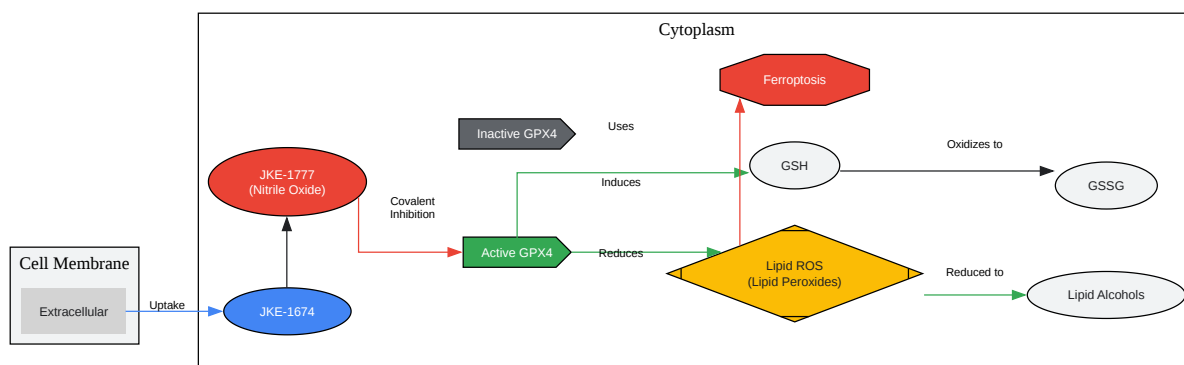 Cytoplasm
Ferroptosis
Inactive GPX4
Uses
Oxidizes to
GSH
JKE-1777
(Nitrile Oxide)
Induces
GSSG
Covalent
Inhibition
Active GPX4
Reduces
Cell Membrane
Lipid ROS
(Lipid Peroxides)
Reduced to
Lipid Alcohols
Extracellular
Uptake
JKE-1674